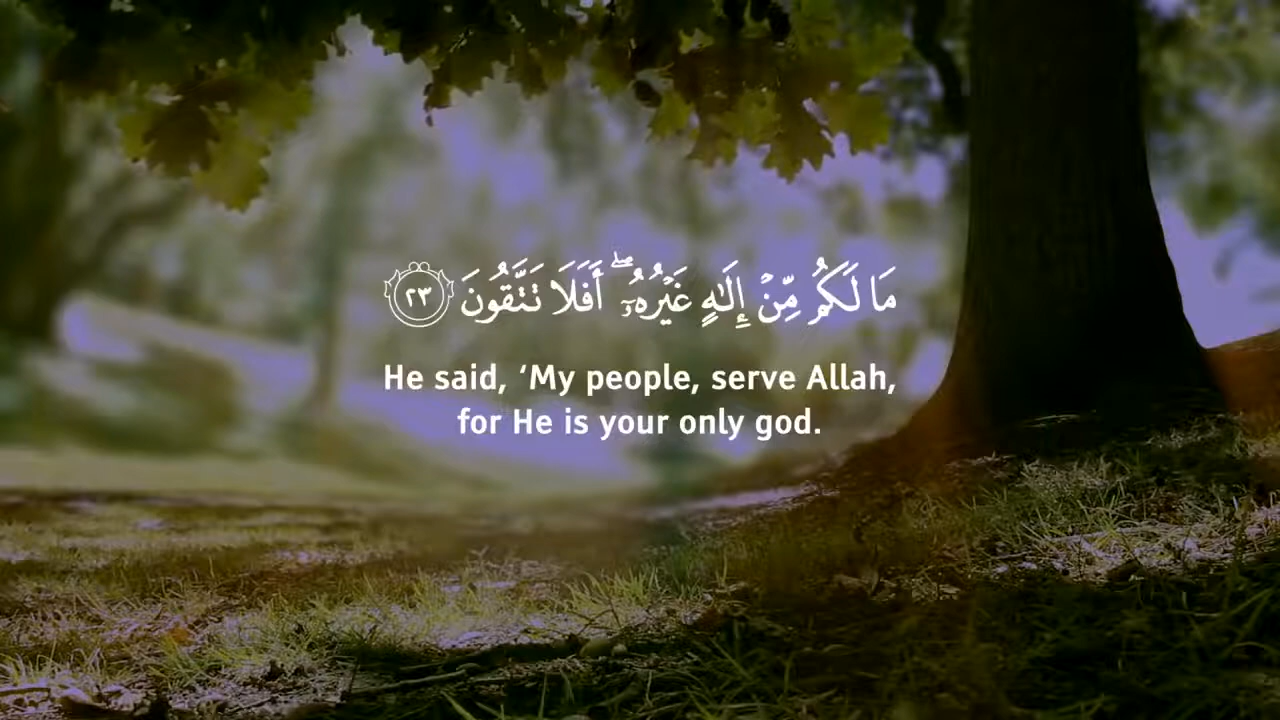 مَا لَكُم مِّنْ إِلَـٰهٍ غَيْرُهُۥٓ ۖ أَفَلَا تَتَّقُونَ ٢٣
He said, ‘My people, serve Allah,
for He is your only god.